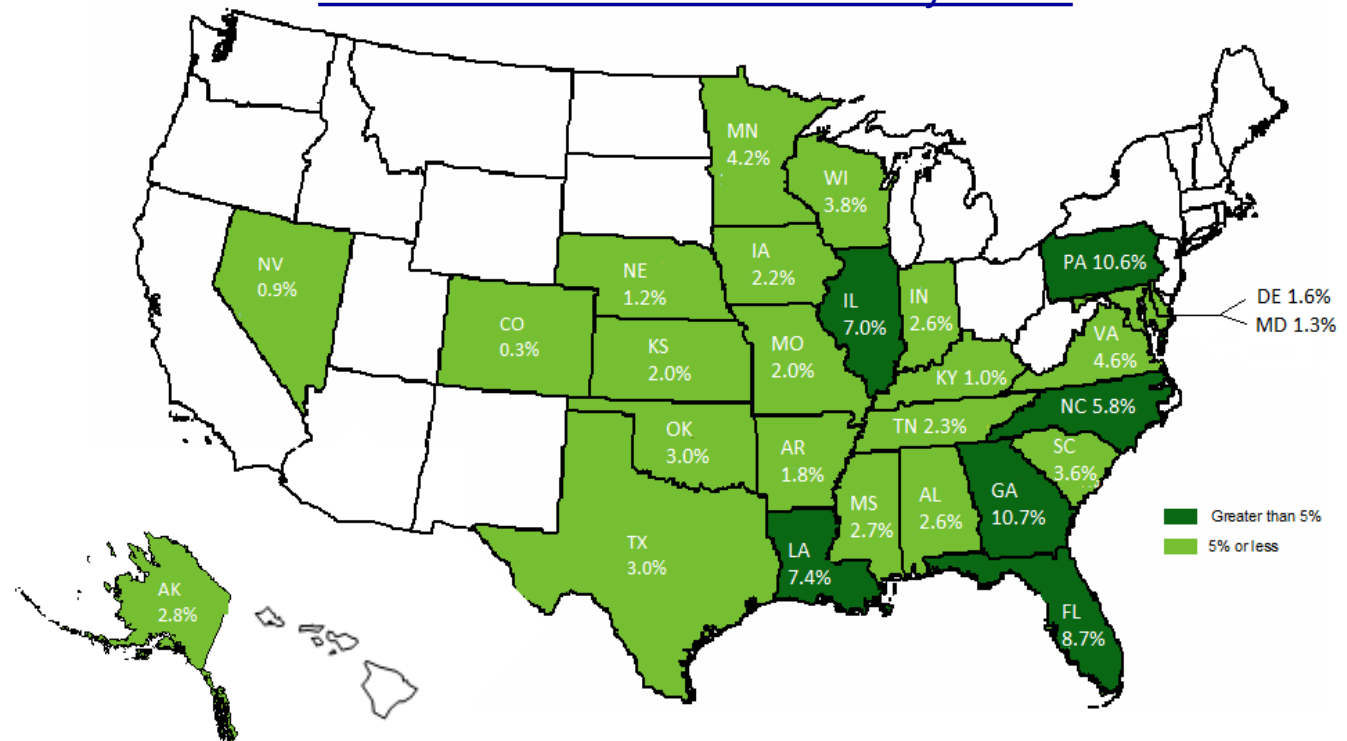 MN
4.2%
WI
3.8%
IA
2.2%
NV
0.9%
NE
1.2%
PA 10.6%
IL
7.0%
IN
2.6%
DE 1.6%
MD 1.3%
CO
0.3%
KS
2.0%
MO
2.0%
VA
4.6%
KY 1.0%
NC 5.8%
TN 2.3%
OK
3.0%
AR
1.8%
SC
3.6%
MS
2.7%
AL
2.6%
GA
10.7%
Greater than 5%
5% or less
TX
3.0%
LA
7.4%
AK
2.8%
FL
8.7%